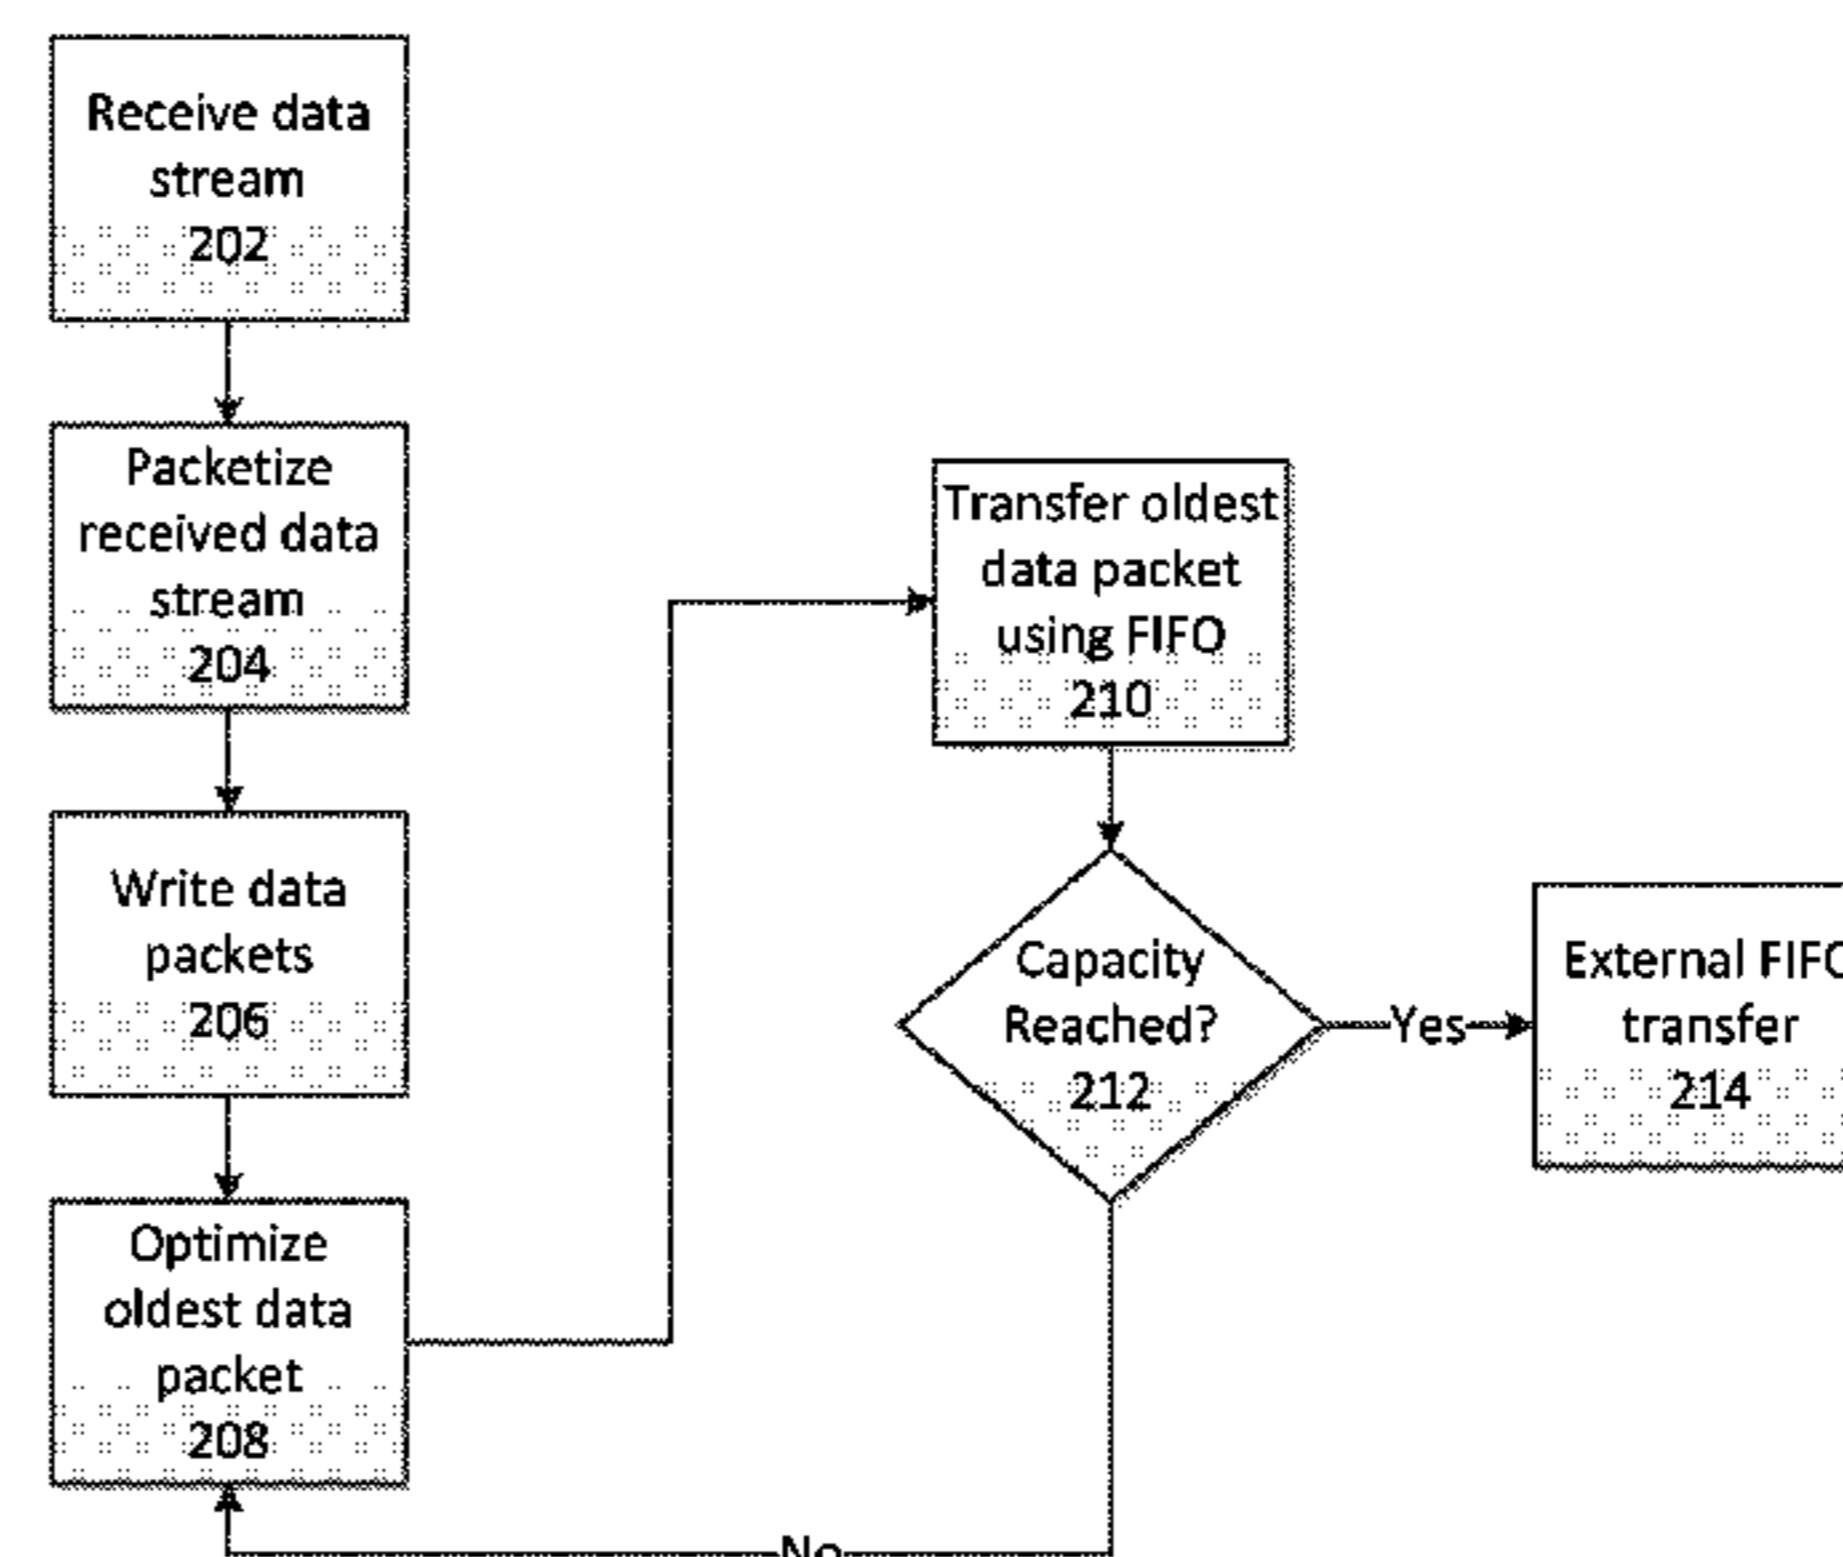 Receive data
stream
202
Packetize
received data
stream
204
Write data
packets
206
Optimize
oldest data
packet
208
Transfer oldest
data packet
using FIFO
210
Capacity
Reached?
212
Yes
External FIFO
transfer
214
No